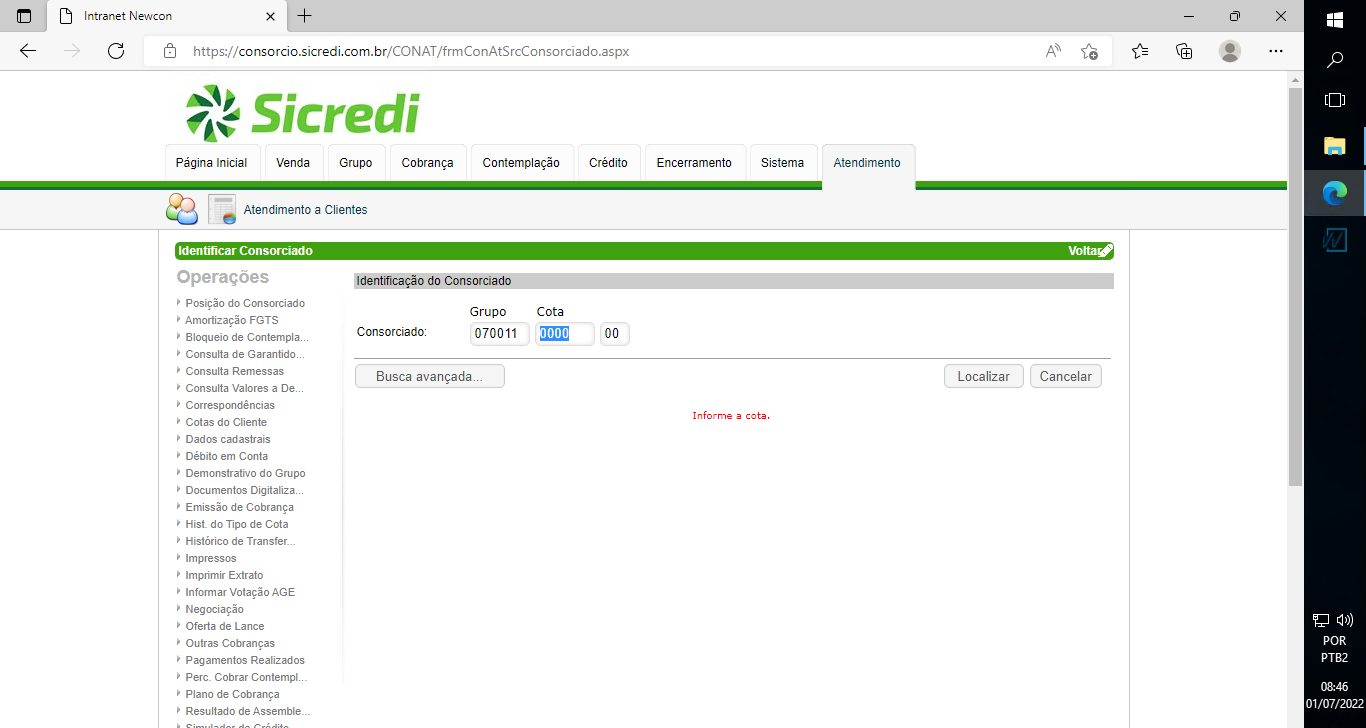 Intranet Newcon
https://consorcio.sicredi.com.br/CONAT/frmConAtSrcConsorciado.aspx
Sicredi
Página Inicial
Venda
Grupo
Cobrança
Contemplação
Crédito
Encerramento
Sistema
Atendimento
Atendimento a Clientes
Identificar Consorciado
Voltar
Operações
Posição do Consorciado
Amortização FGTS
Bloqueio de Contempla...
Consulta de Garantido...
Consulta Remessas
Consulta Valores a De...
Correspondências
Cotas do Cliente
Dados cadastrais
Débito em Conta
Demonstrativo do Grupo
Documentos Digitaliza...
Emissão de Cobrança
Hist. do Tipo de Cota
Histórico de Transfer...
Impressos
Imprimir Extrato
Informar Votação AGE
Negociação
Oferta de Lance
Outras Cobranças
Pagamentos Realizados
Perc. Cobrar Contempl...
Plano de Cobrança
Resultado de Assemble...
Simulador de Crédito
Identificação do Consorciado
Grupo Cota
Consorciado: 070011 0000 00
Busca avançada...
Localizar
Cancelar
Informe a cota.
POR
PTB2
08:46
01/07/2022